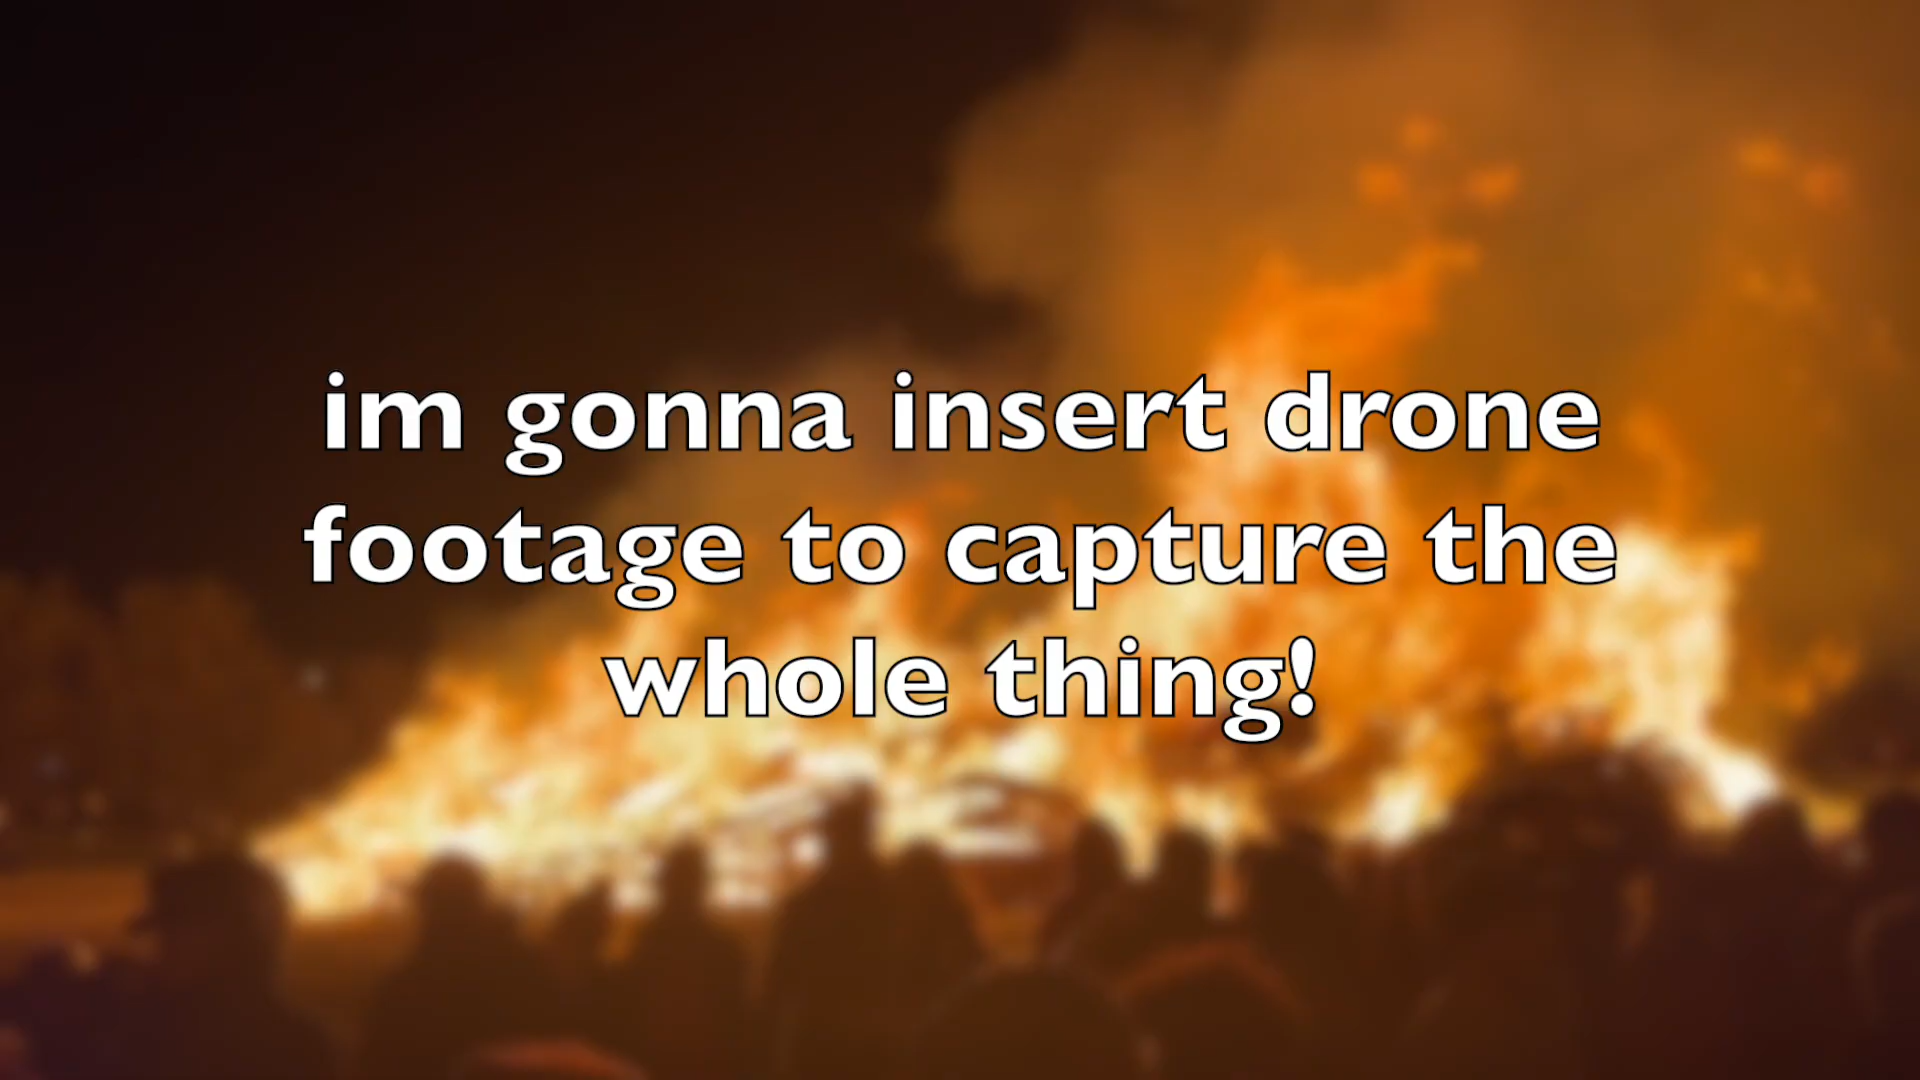 im gonna insert drone
footage to capture the
whole thing!